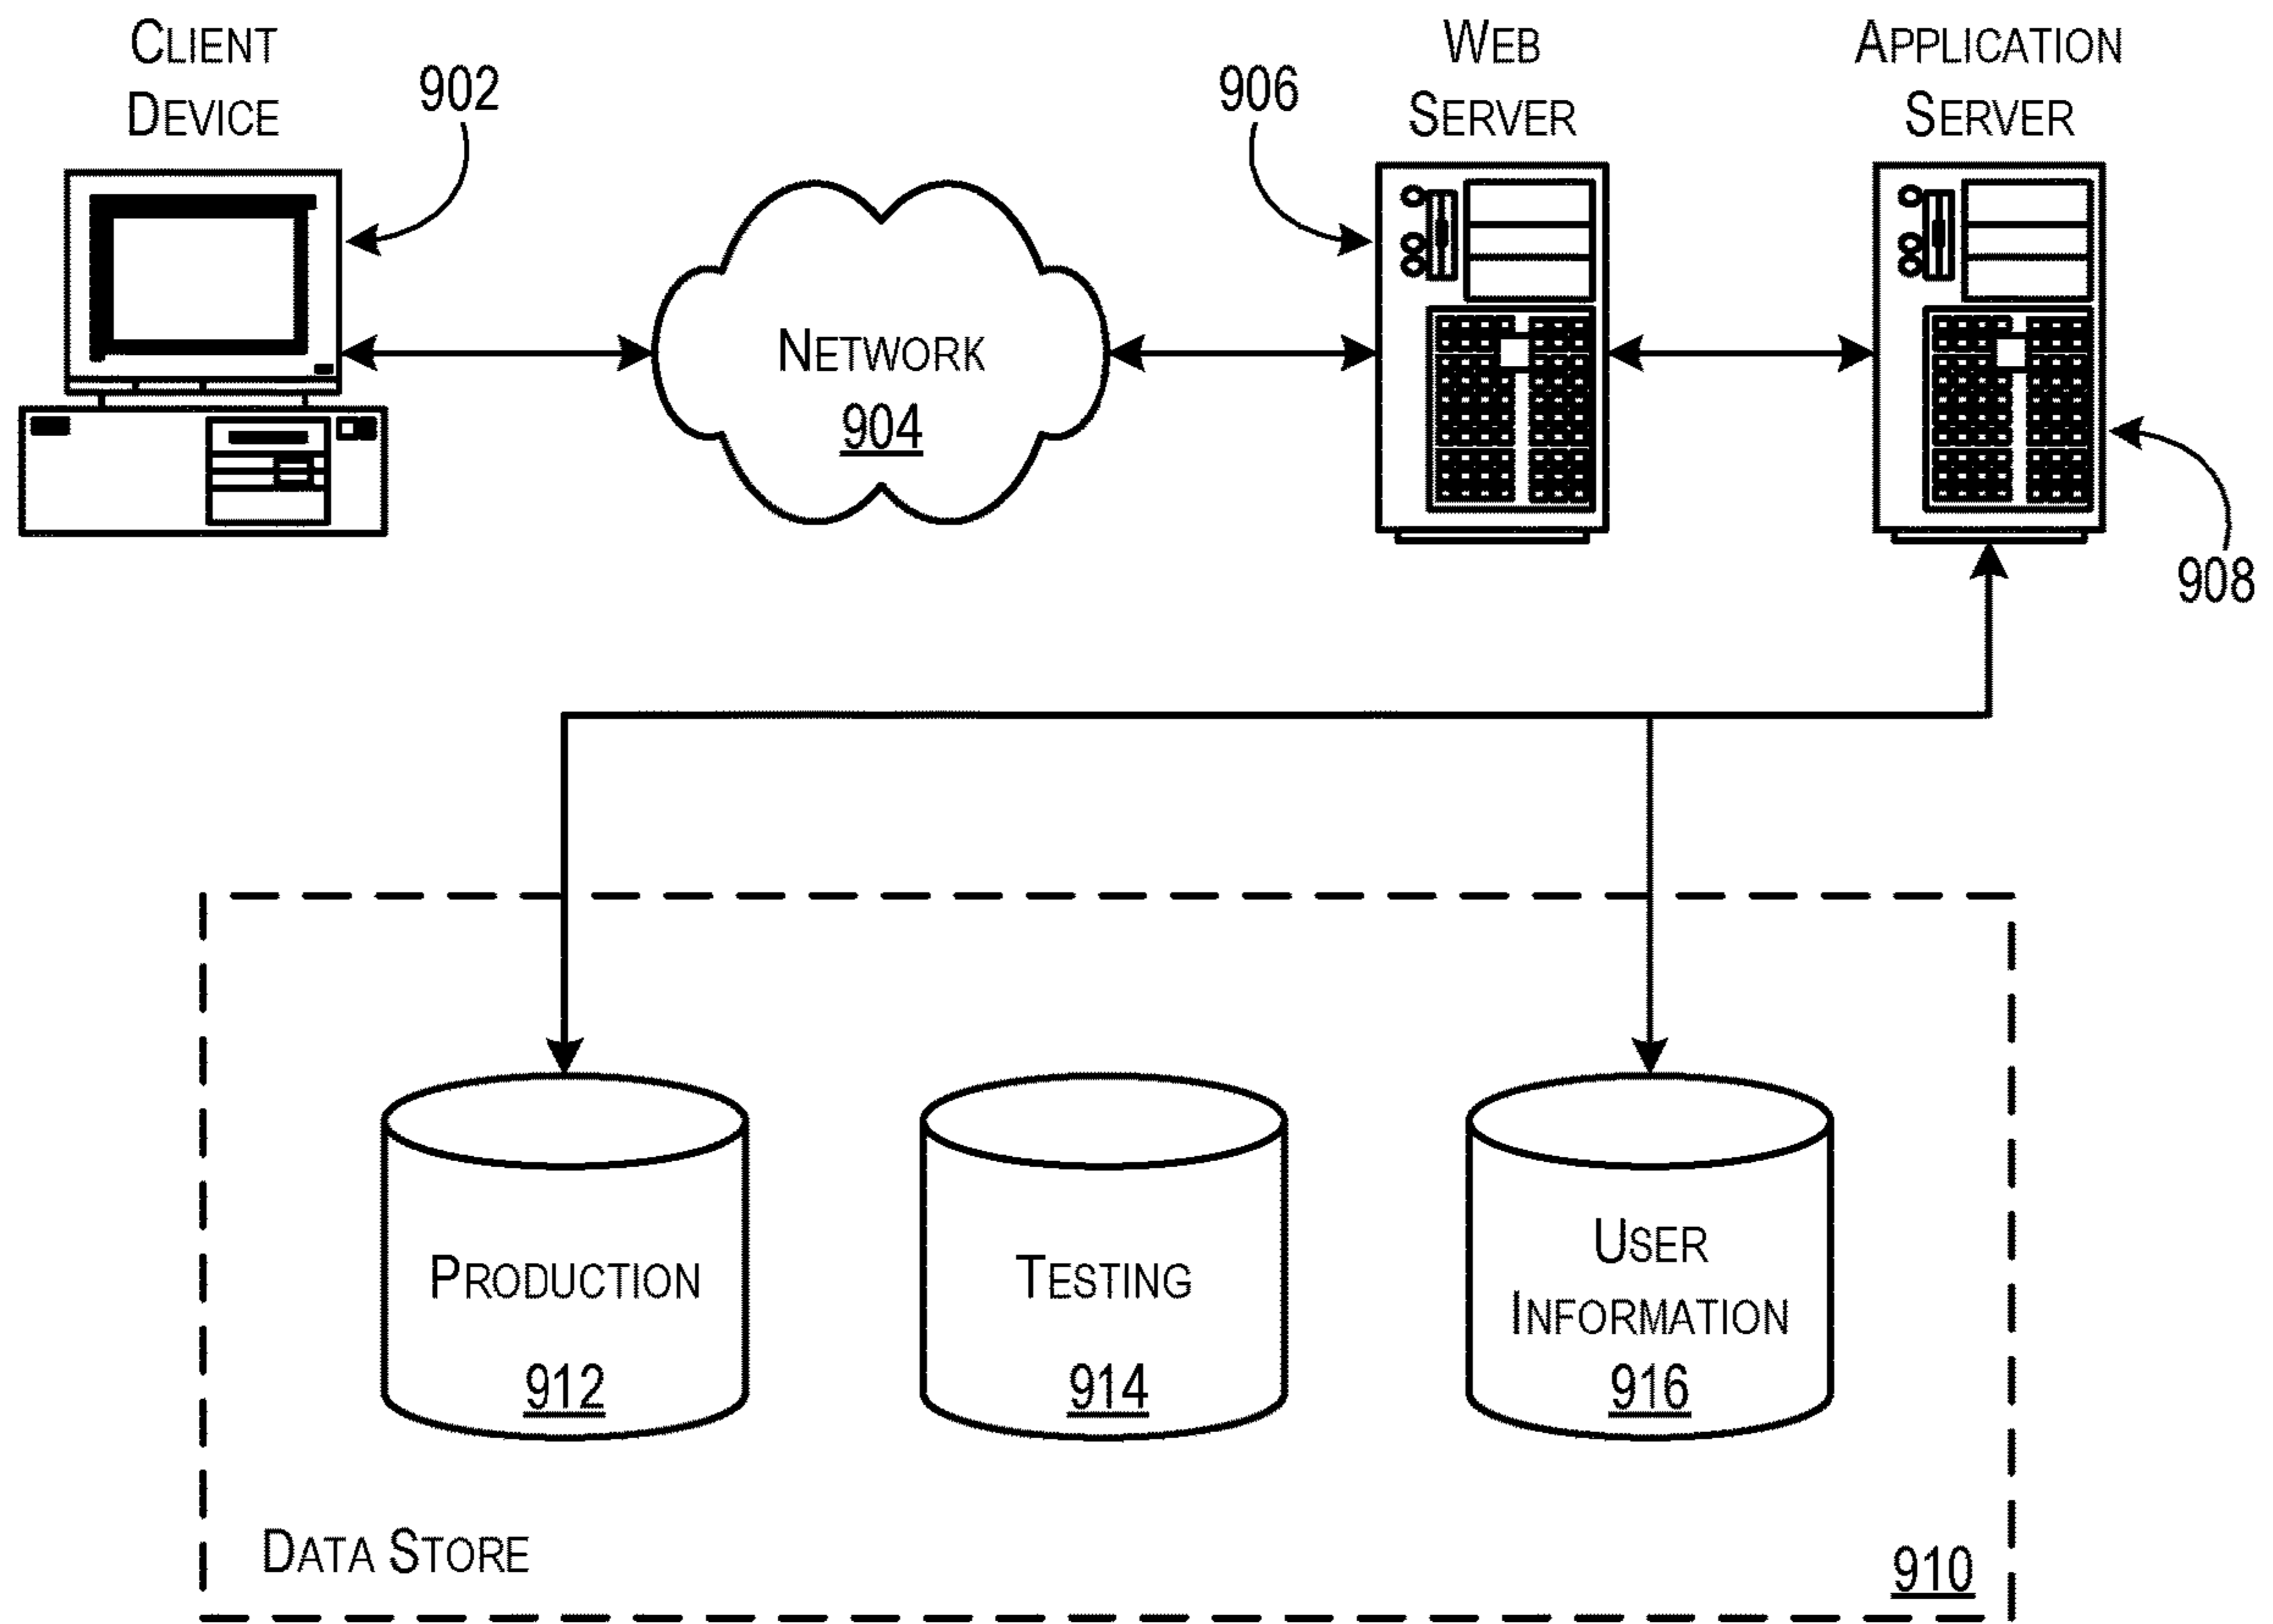 CLIENT
DEVICE
902
906
WEB
SERVER
APPLICATION
SERVER
NETWORK
904
908
PRODUCTION
912
TESTING
914
USER
INFORMATION
916
DATA STORE
910